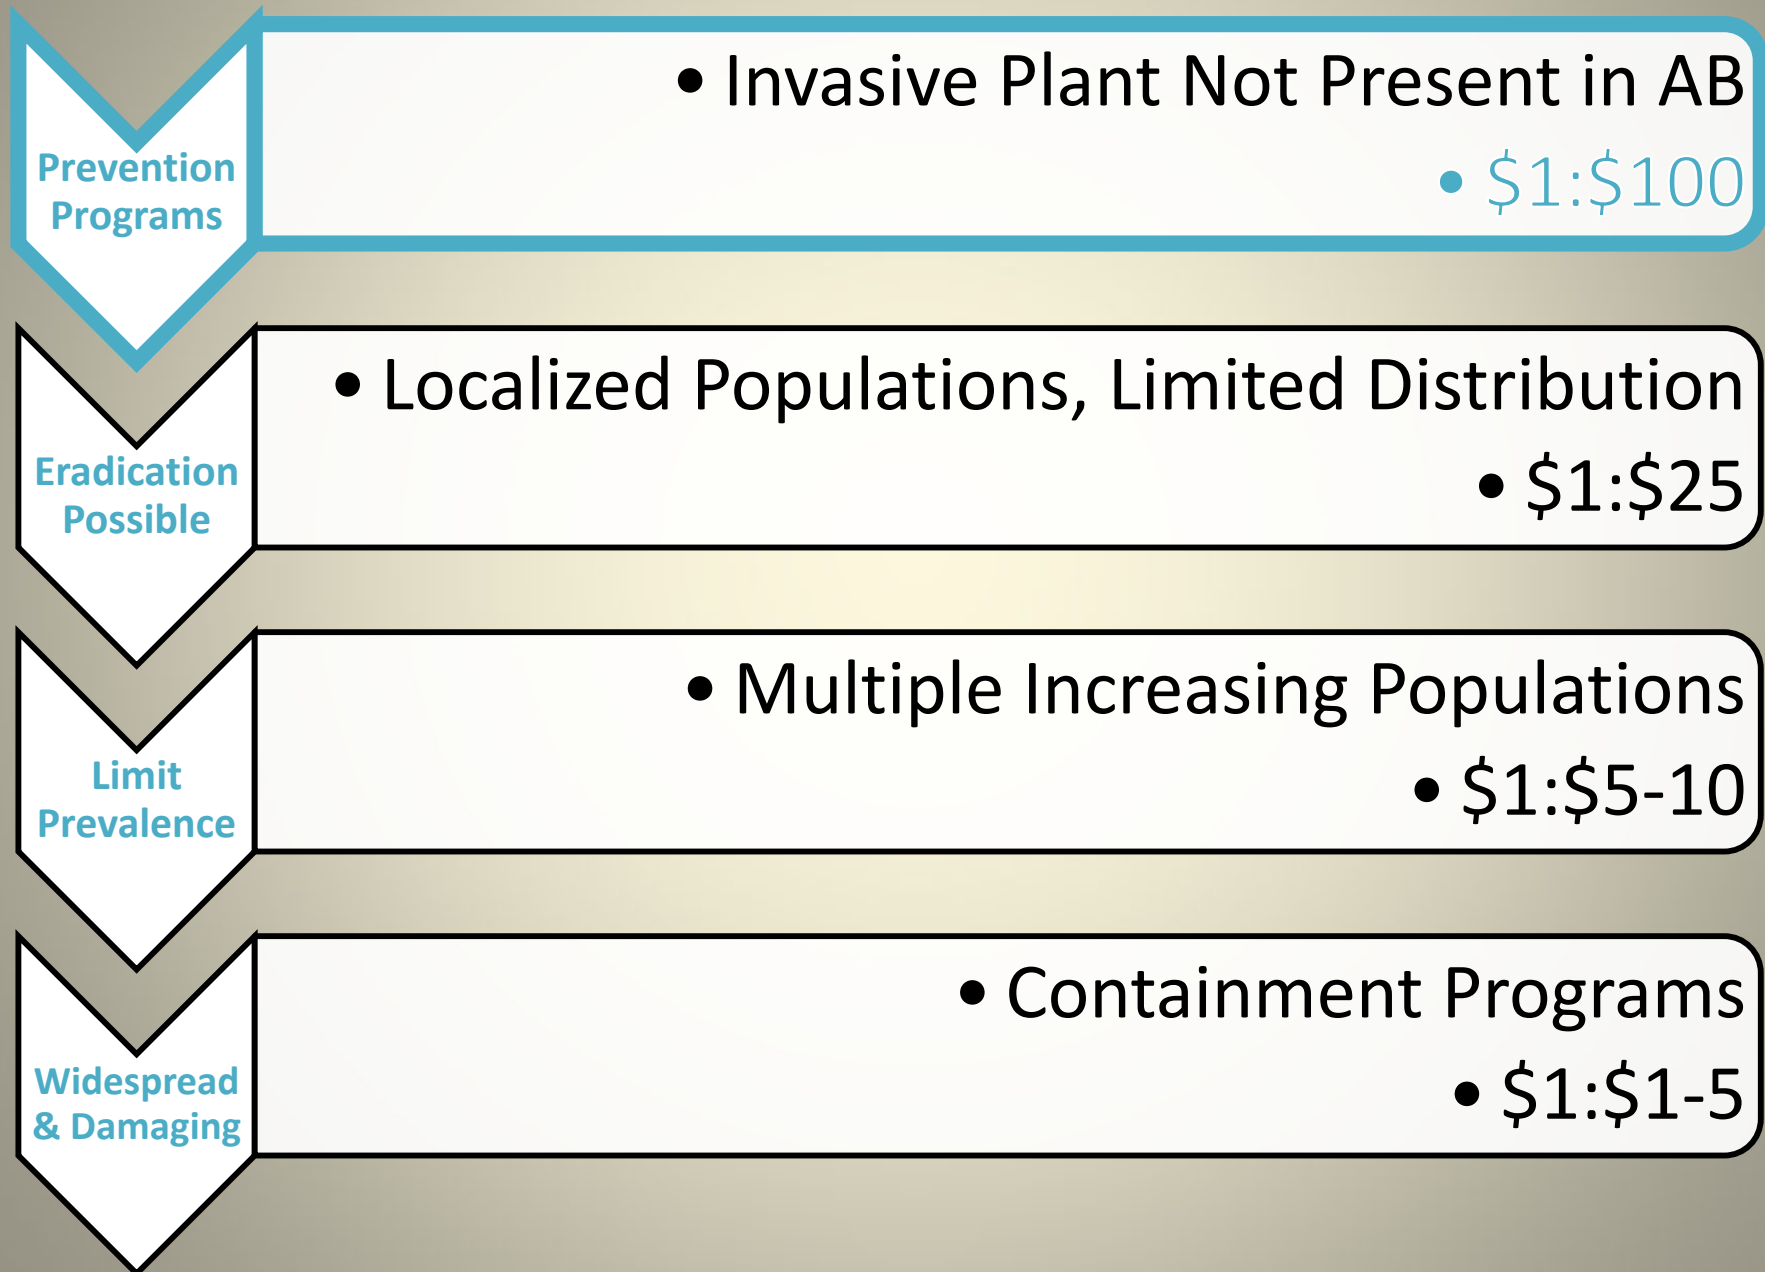 Prevention
Programs
• Invasive Plant Not Present in AB
• $1:$100
Eradication
Possible
• Localized Populations, Limited Distribution
• $1:$25
Limit
Prevalence
• Multiple Increasing Populations
• $1:$5-10
Widespread
& Damaging
• Containment Programs
• $1:$1-5